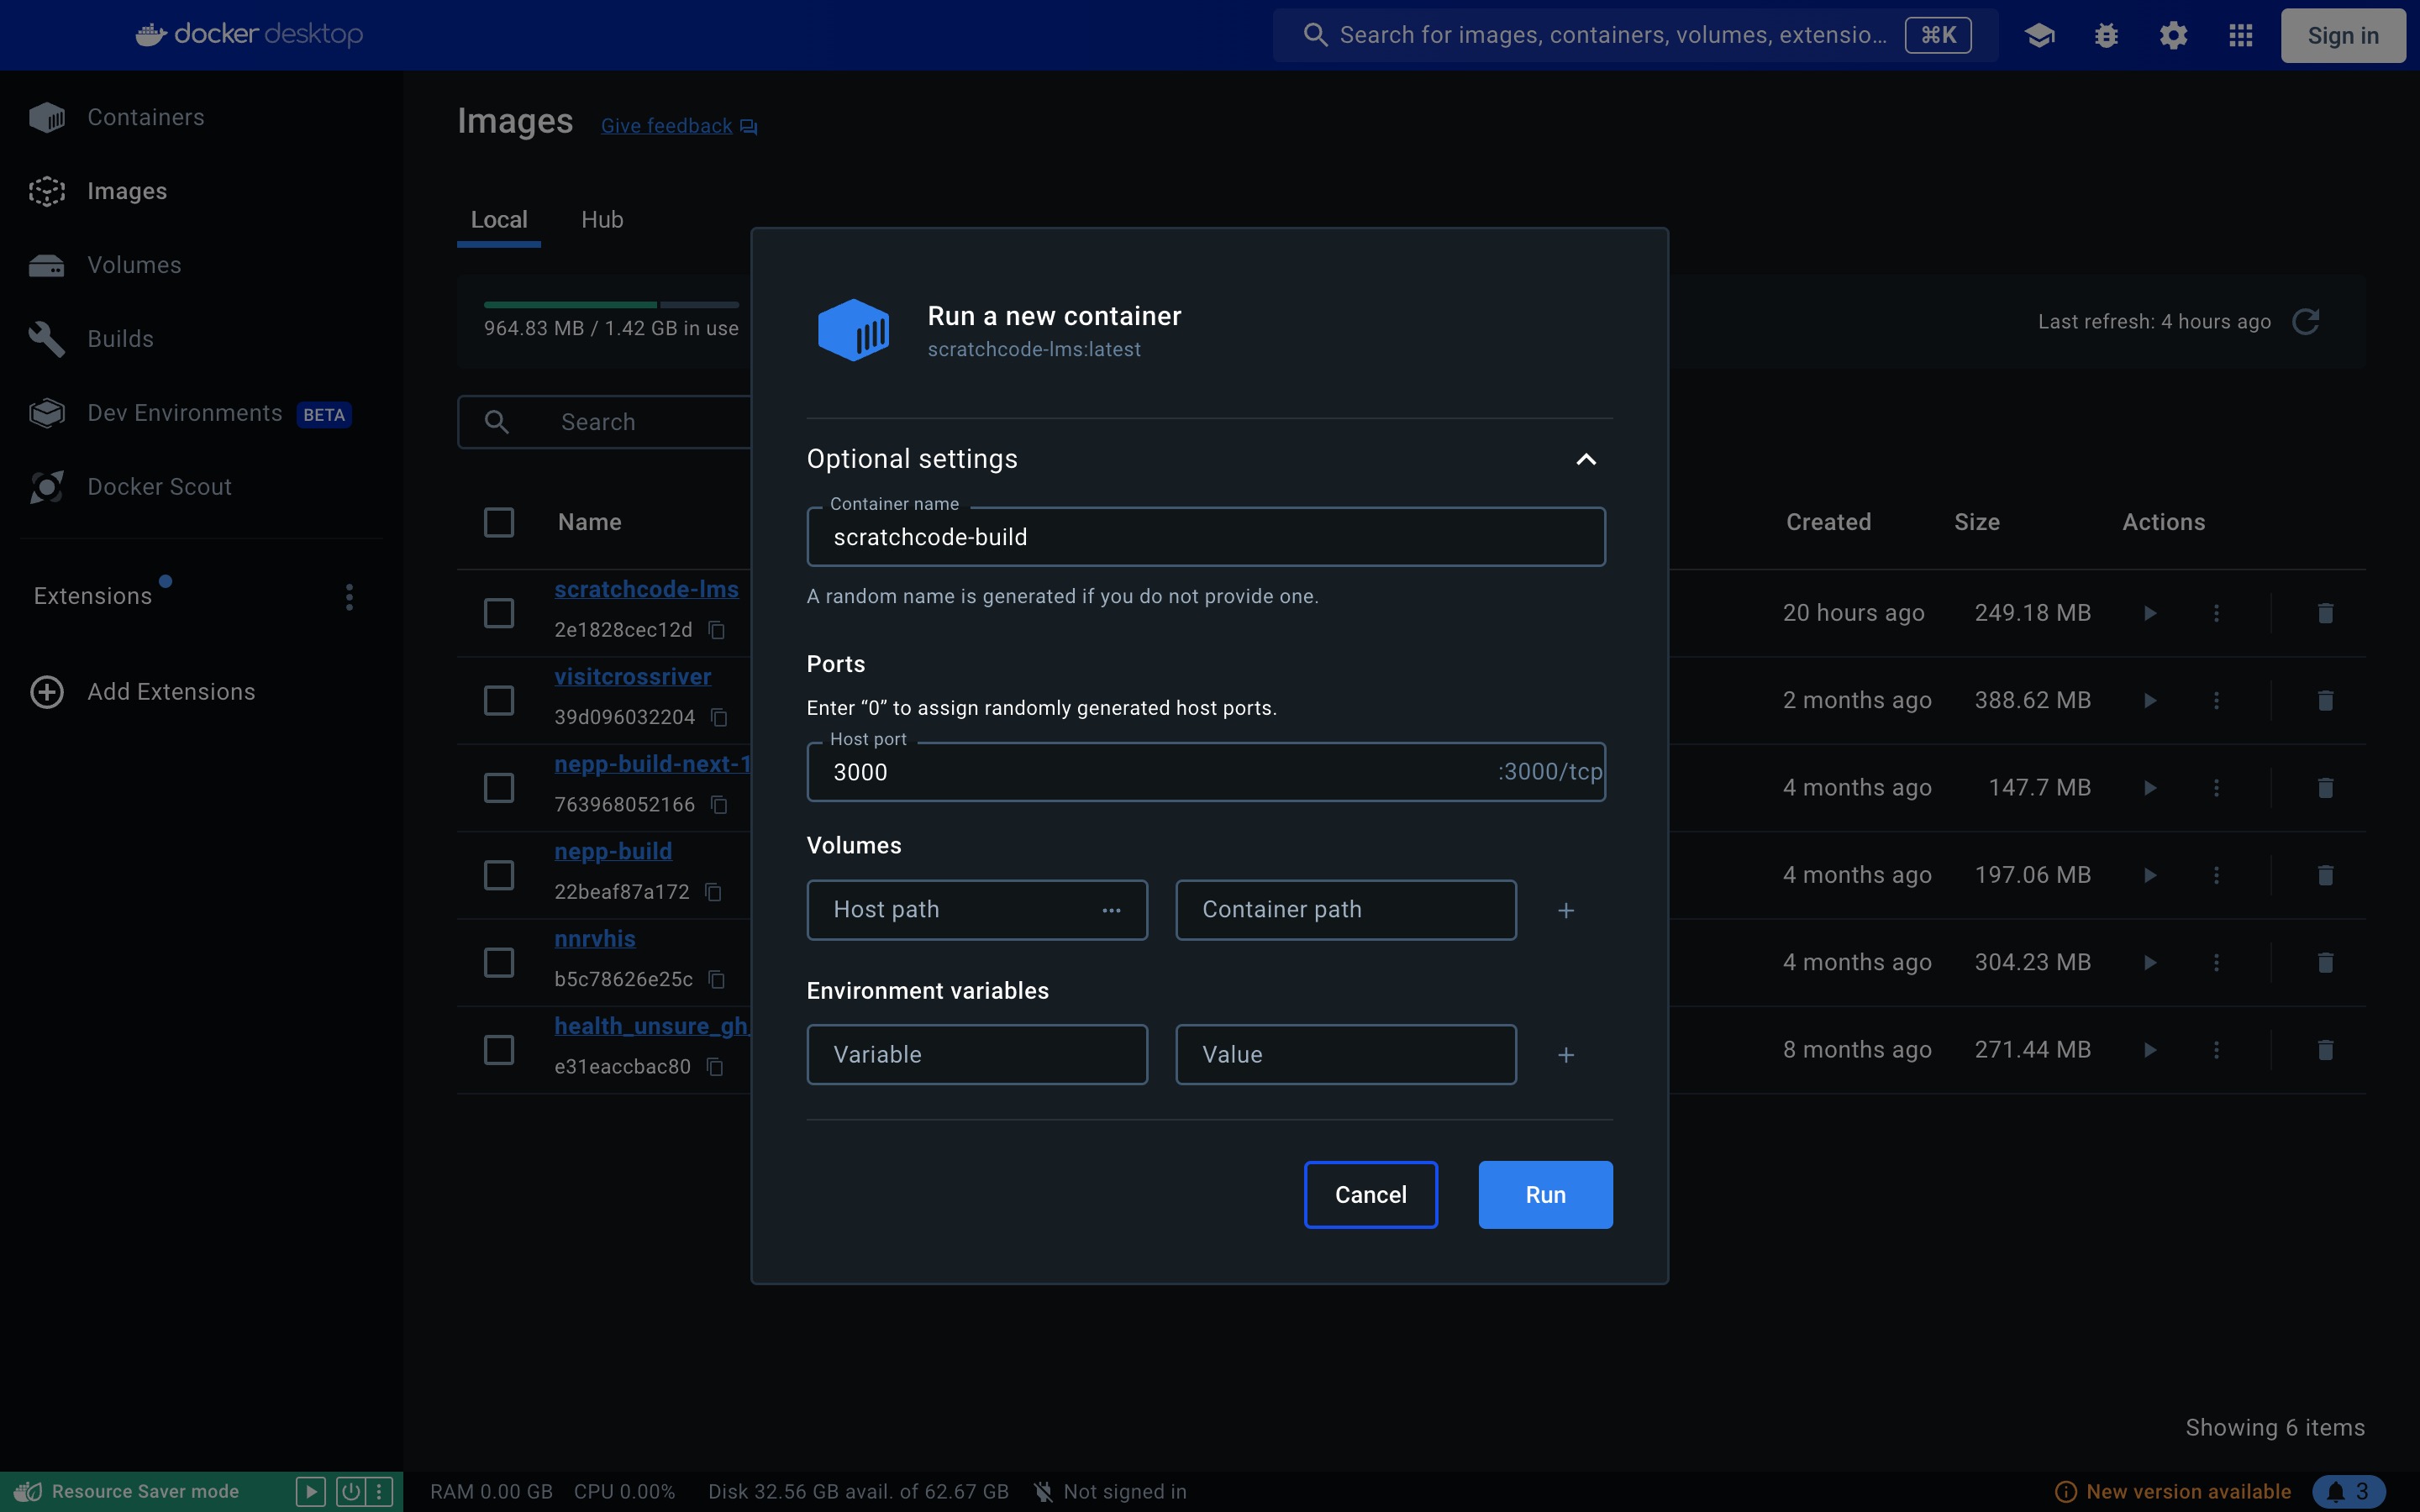 docker desktop
Search for images, containers, volumes, extensio...
⌘K
Sign in
Containers
Images
Volumes
Builds
Dev Environments BETA
Docker Scout
Extensions
Add Extensions
Images
Give feedback
Local
Hub
964.83 MB / 1.42 GB in use
Last refresh: 4 hours ago
Search
Name
Created
Size
Actions
scratchcode-lms
2e1828cec12d
20 hours ago
249.18 MB
visitcrossriver
39d096032204
2 months ago
388.62 MB
nepp-build-next-1
763968052166
4 months ago
147.7 MB
nepp-build
22beaf87a172
4 months ago
197.06 MB
nnrvhis
b5c78626e25c
4 months ago
304.23 MB
health_unsure_gh_
e31eaccbac80
8 months ago
271.44 MB
Run a new container
scratchcode-lms:latest
Optional settings
Container name
scratchcode-build
A random name is generated if you do not provide one.
Ports
Enter “0” to assign randomly generated host ports.
Host port
3000
:3000/tcp
Volumes
Host path
...
Container path
+
Environment variables
Variable
Value
+
Cancel
Run
Showing 6 items
Resource Saver mode
RAM 0.00 GB
CPU 0.00%
Disk 32.56 GB avail. of 62.67 GB
Not signed in
New version available
3